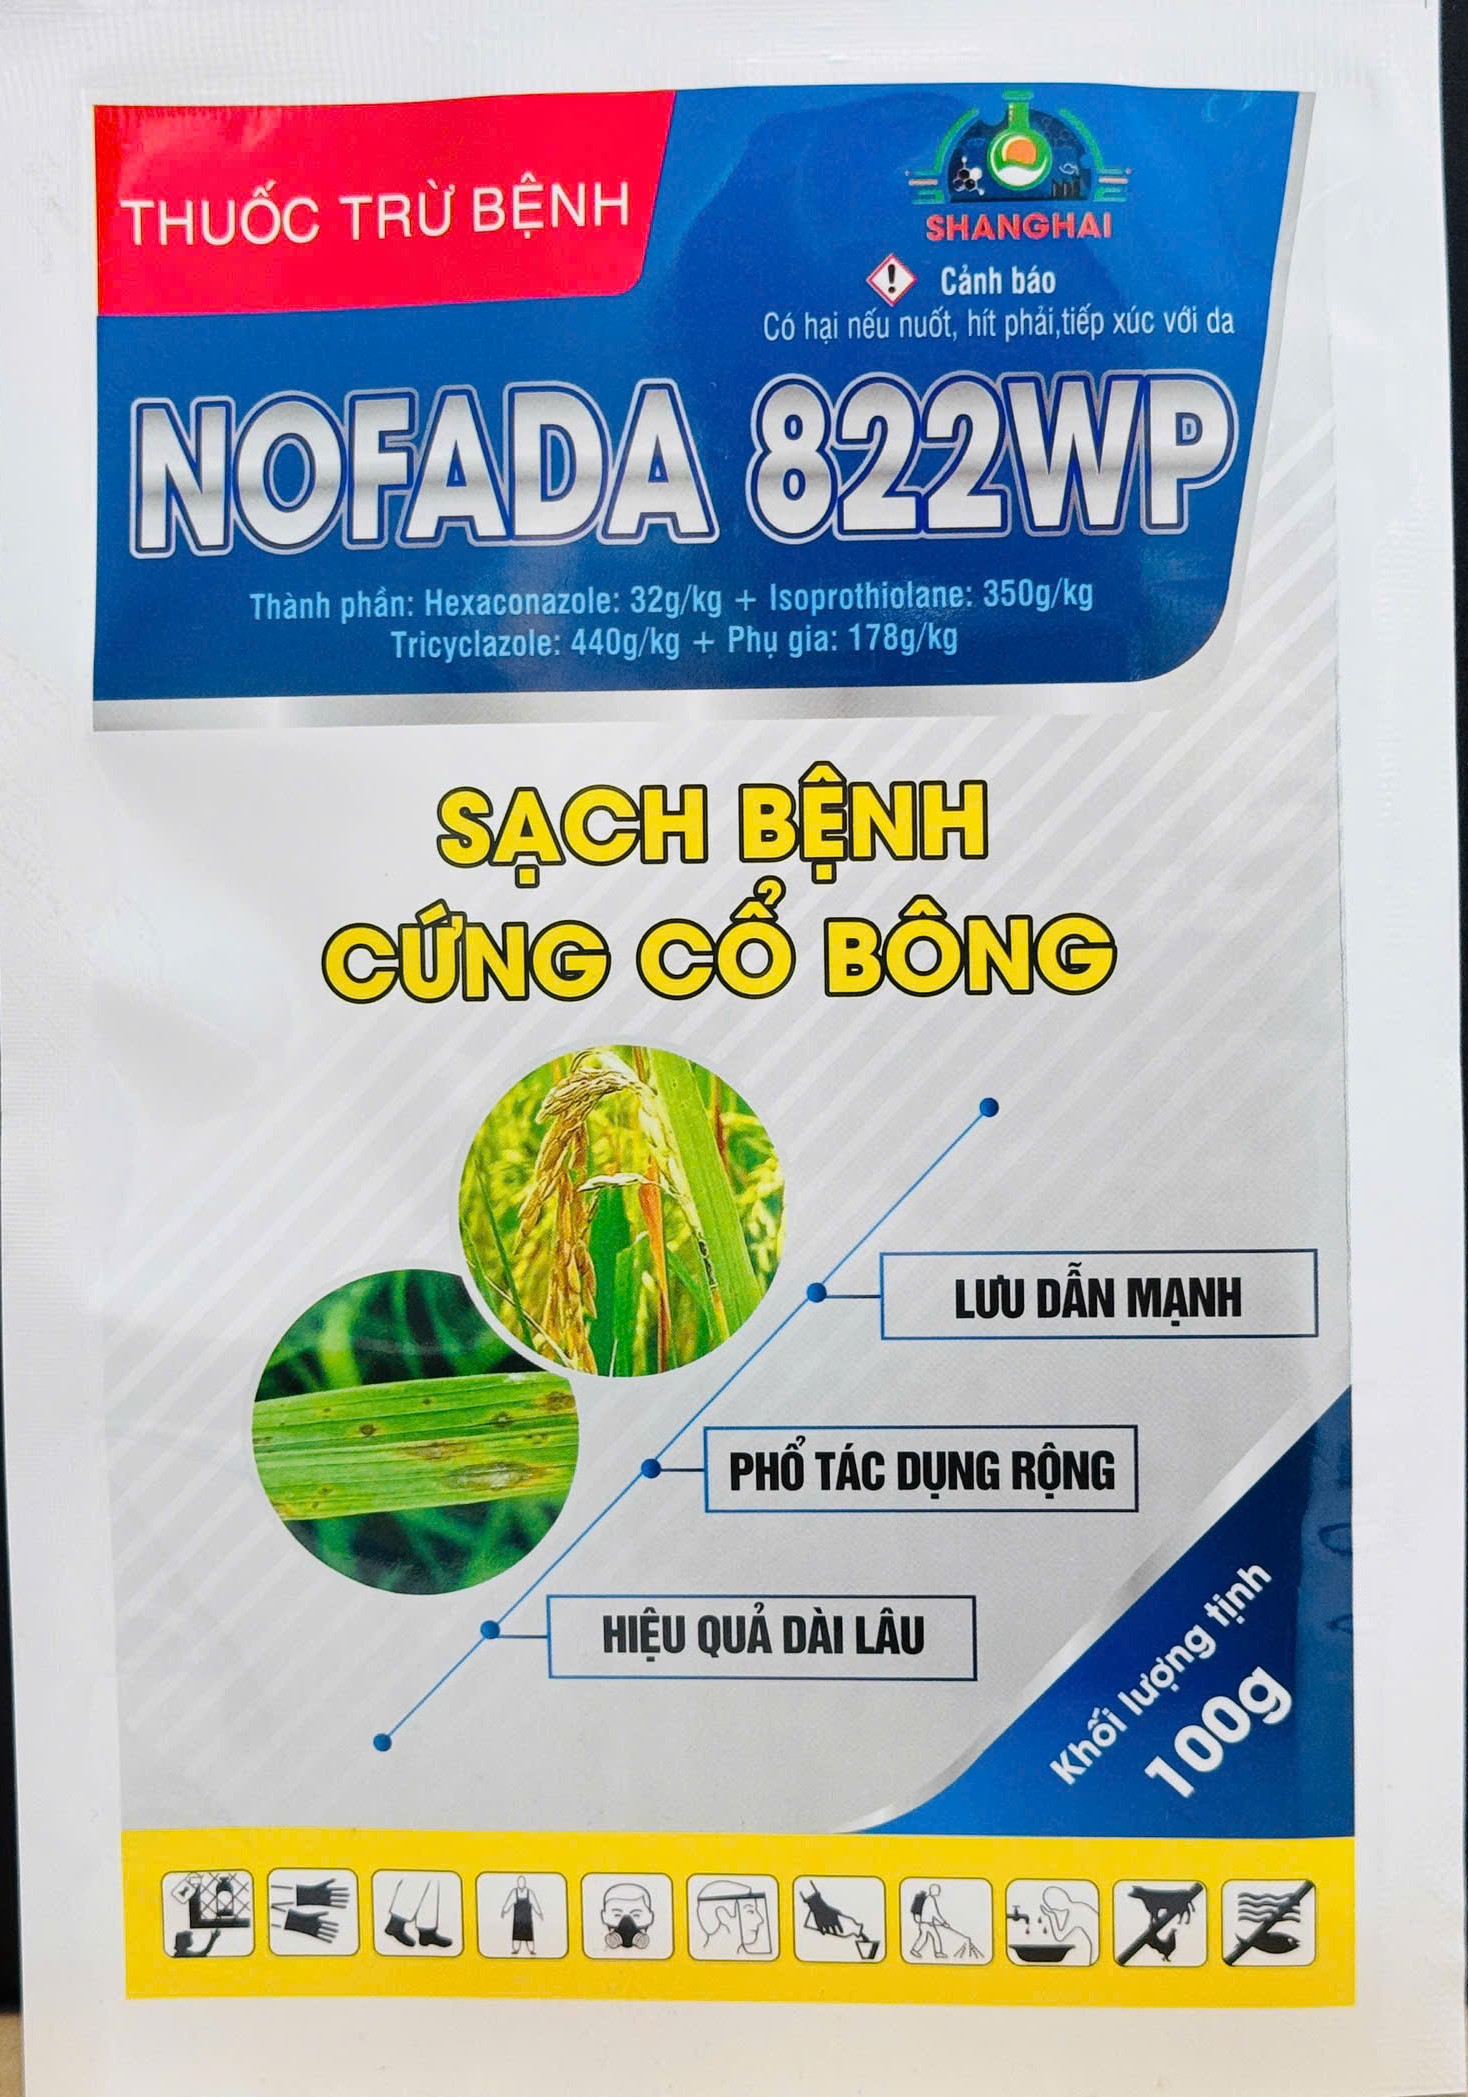 THUỐC TRỪ BỆNH
SHANGHAI
Cảnh báo
Có hại nếu nuốt, hít phải,tiếp xúc với da
NOFADA 822WP
Thành phần: Hexaconazole: 32g/kg + Isoprothiolane: 350g/kg
Tricyclazole: 440g/kg + Phụ gia: 178g/kg
SẠCH BỆNH
CỨNG CỔ BÔNG
LƯU DẪN MẠNH
PHỔ TÁC DỤNG RỘNG
HIỆU QUẢ DÀI LÂU
Khối lượng tịnh
100g